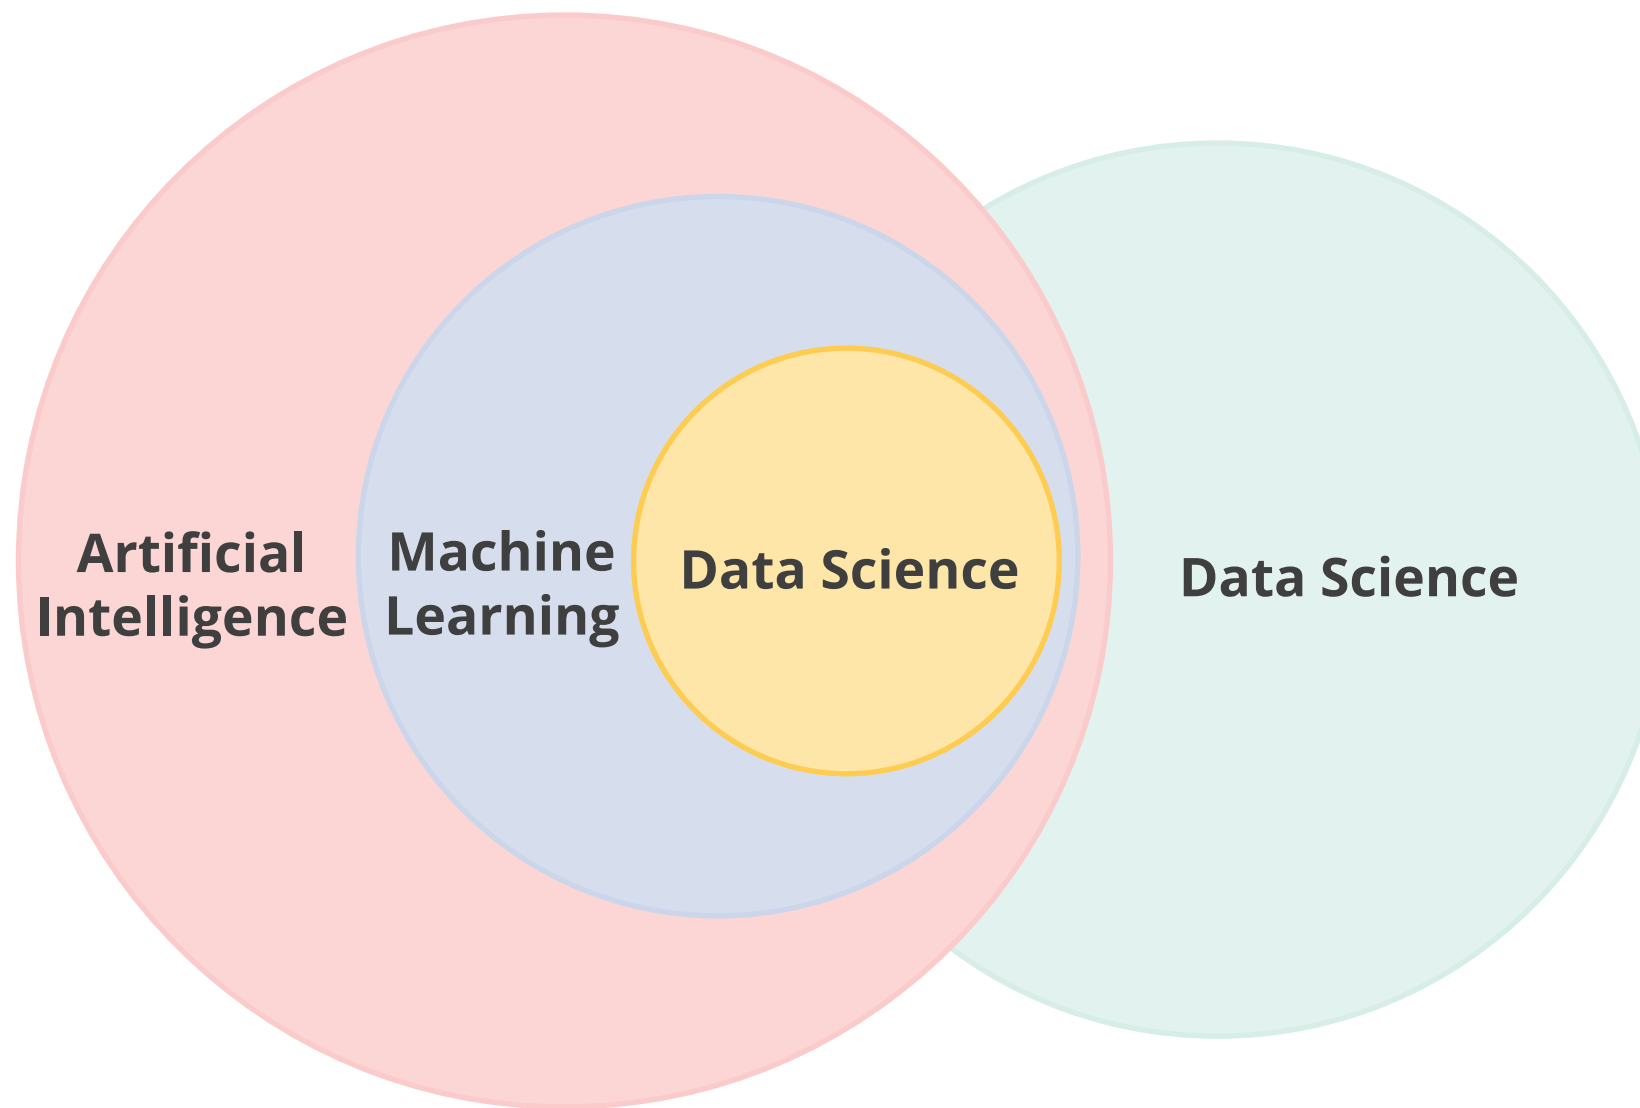 Artificial
Intelligence
Machine
Learning
Data Science
Data Science